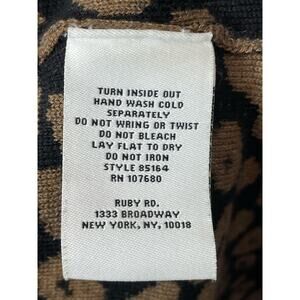 TURN INSIDE OUT
HAND WASH COLD
SEPARATELY
DO NOT WRING OR TWIST
DO NOT BLEACH
LAY FLAT TO DRY
DO NOT IRON
STYLE 85164
RN 107680
RUBY RD.
1333 BROADWAY
NEW YORK, NY, 10018